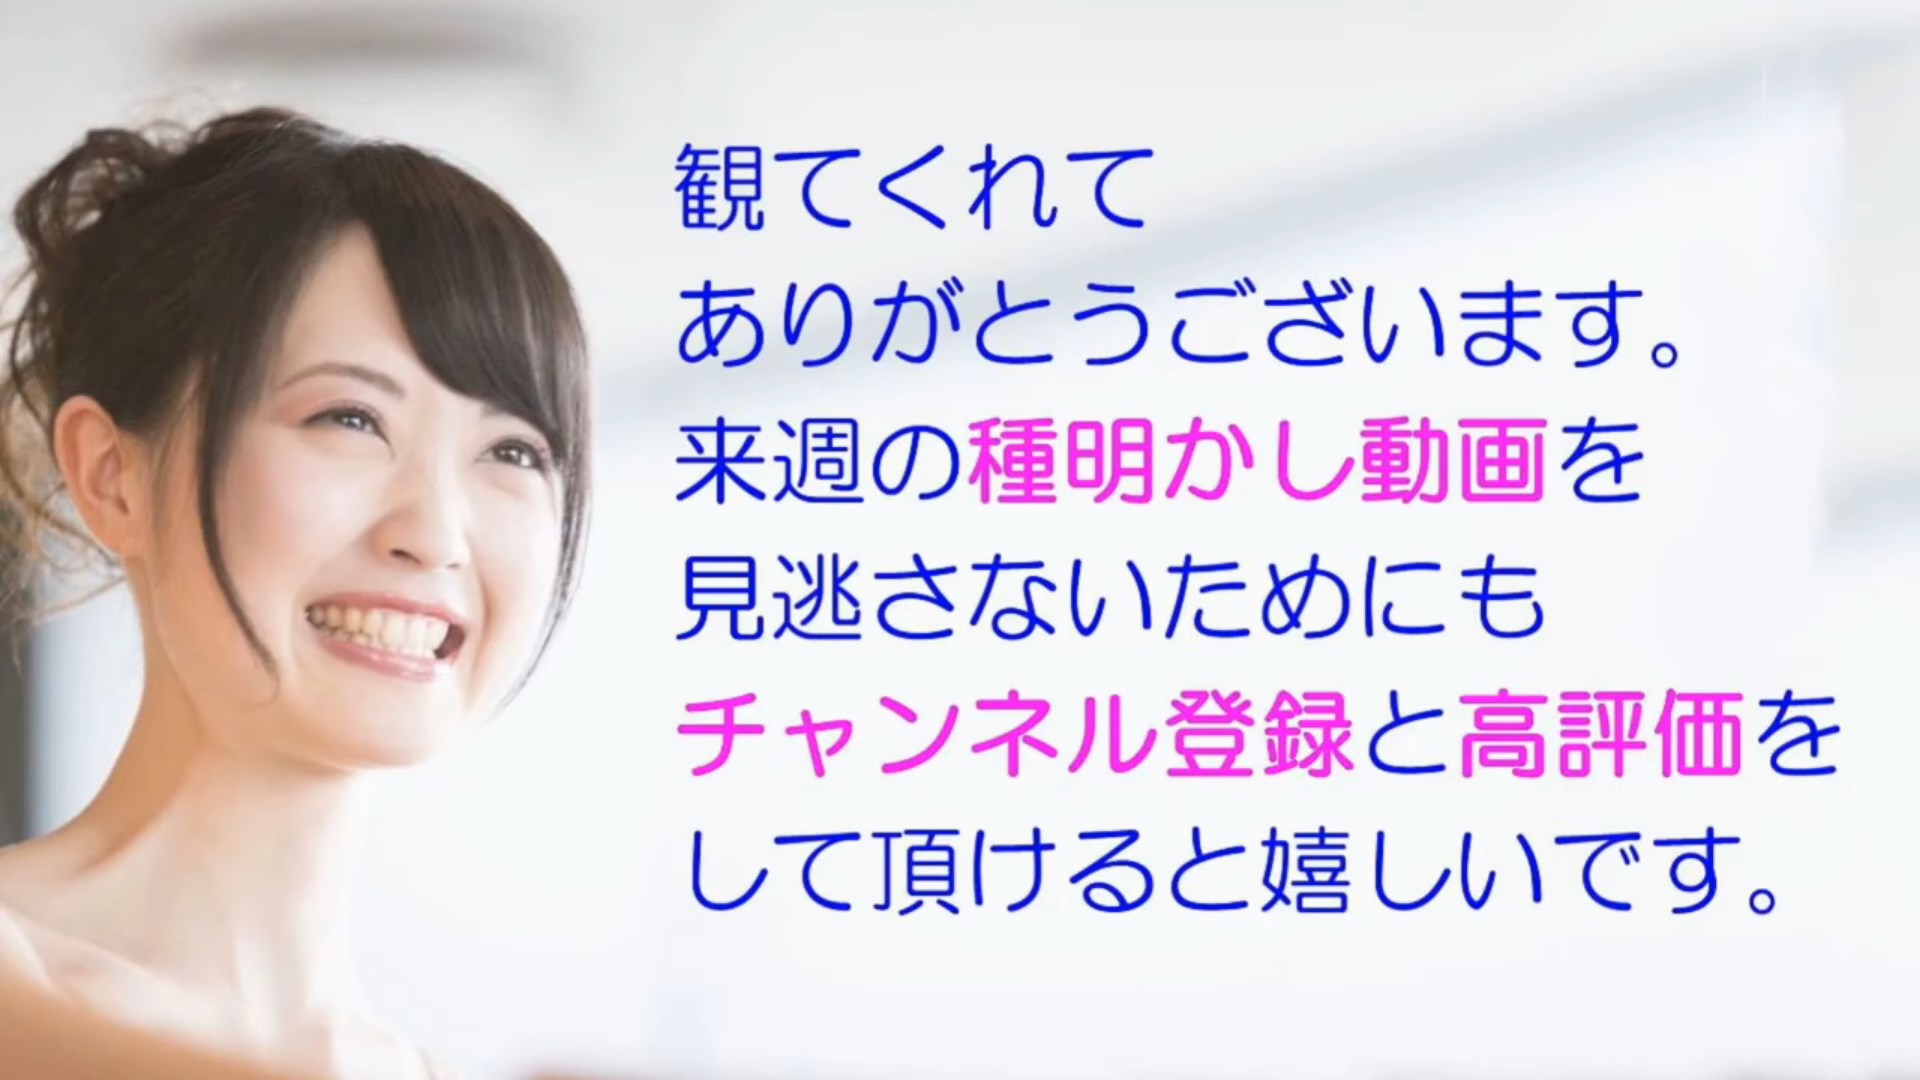 観てくれて
ありがとうございます。
来週の種明かし動画を
見逃さないためにも
チャンネル登録と高評価を
して頂けると嬉しいです。